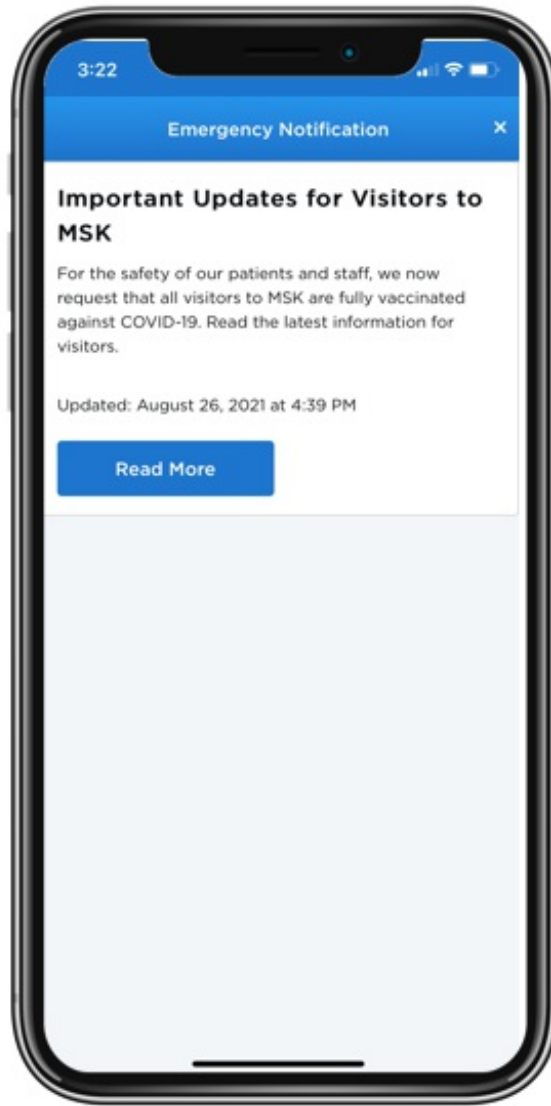 3:22
Emergency Notification ×
Important Updates for Visitors to
MSK
For the safety of our patients and staff, we now
request that all visitors to MSK are fully vaccinated
against COVID-19. Read the latest information for
visitors.
Updated: August 26, 2021 at 4:39 PM
Read More